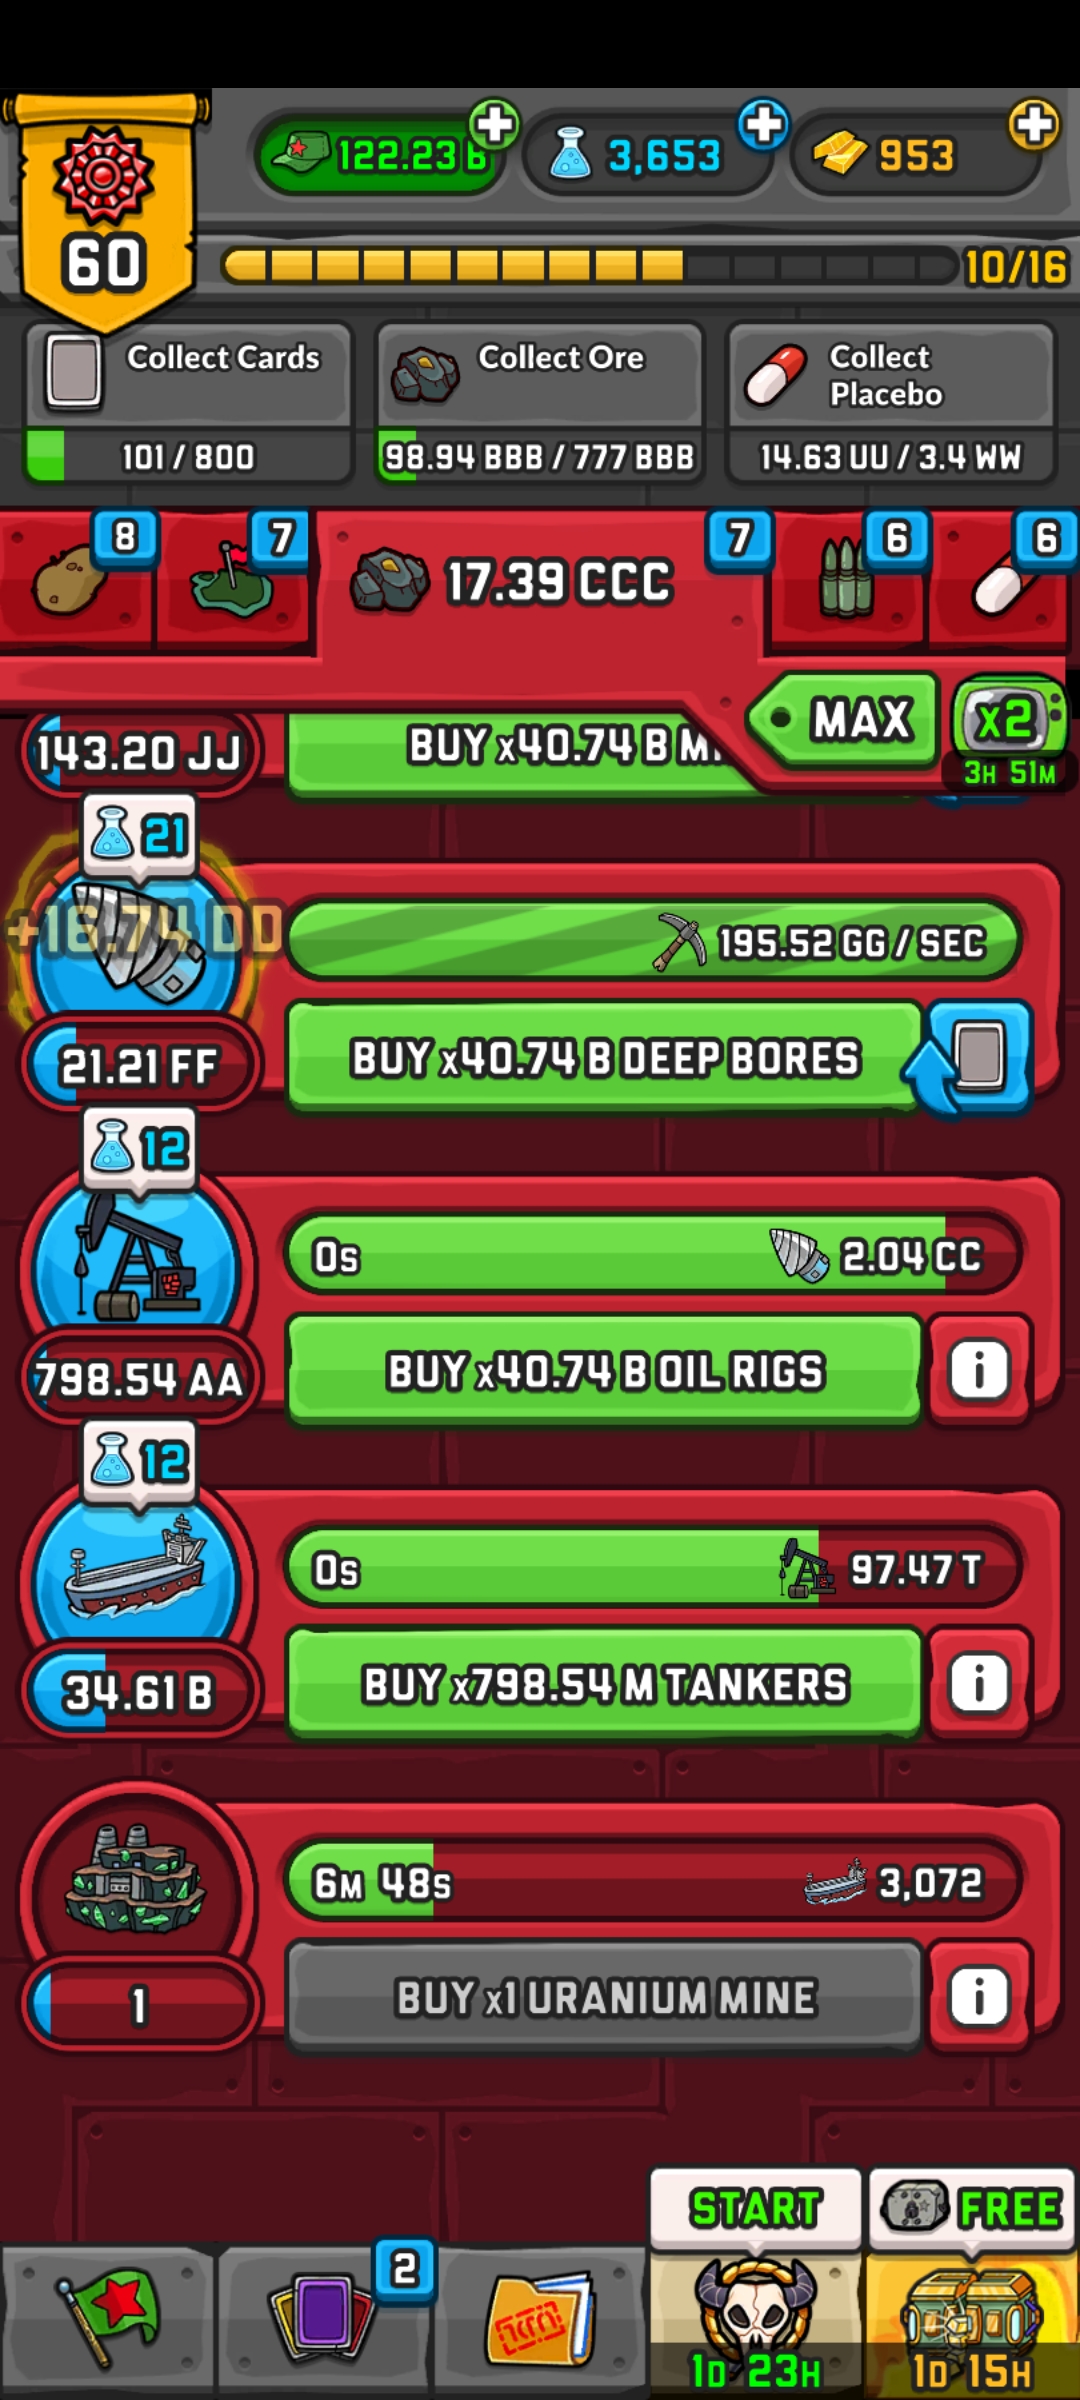 60
122.23 B
3,653
953
10/16
Collect Cards
101 / 800
Collect Ore
98.94 BBB / 777 BBB
Collect
Placebo
14.63 UU / 3.4 WW
8
7
17.39 CCC
7
6
6
MAX
x2
3H 51M
143.20 JJ
BUY x40.74 B
21
+16.74 DD
195.52 GG / SEC
21.21 FF
BUY x40.74 B DEEP BORES
12
0s
2.04 CC
798.54 AA
BUY x40.74 B OIL RIGS
i
12
0s
97.47 T
34.61 B
BUY x798.54 M TANKERS
i
6M 48s
3,072
1
BUY x1 URANIUM MINE
i
START
FREE
2
1D 23H
1D 15H